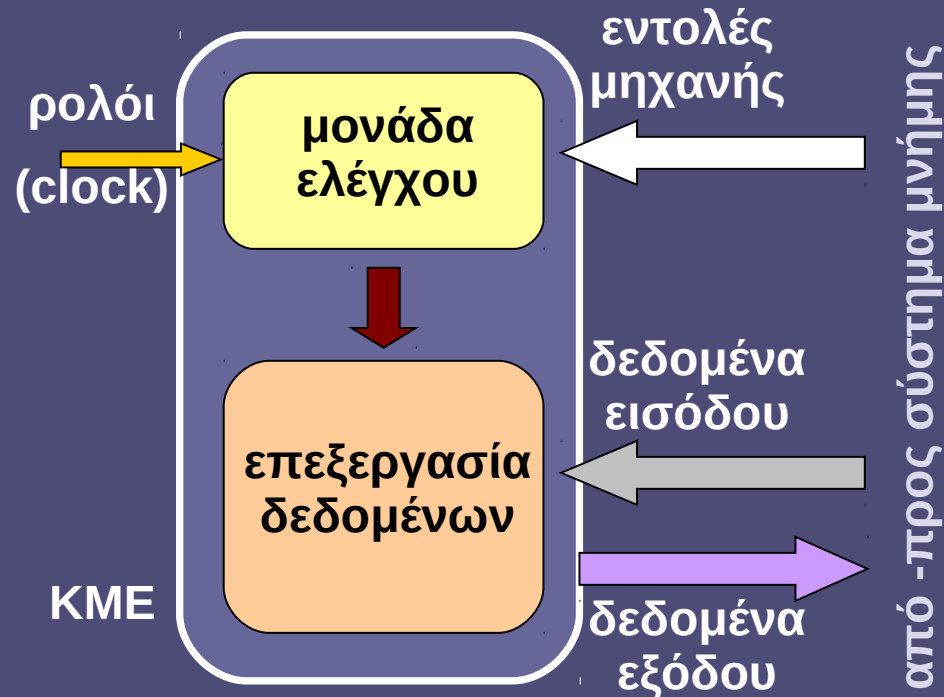 ρολόι
(clock)
μονάδα
ελέγχου
εντολές
μηχανής
επεξεργασία
δεδομένων
δεδομένα
εισόδου
δεδομένα
εξόδου
ΚΜΕ
από -προς σύστημα μνήμης